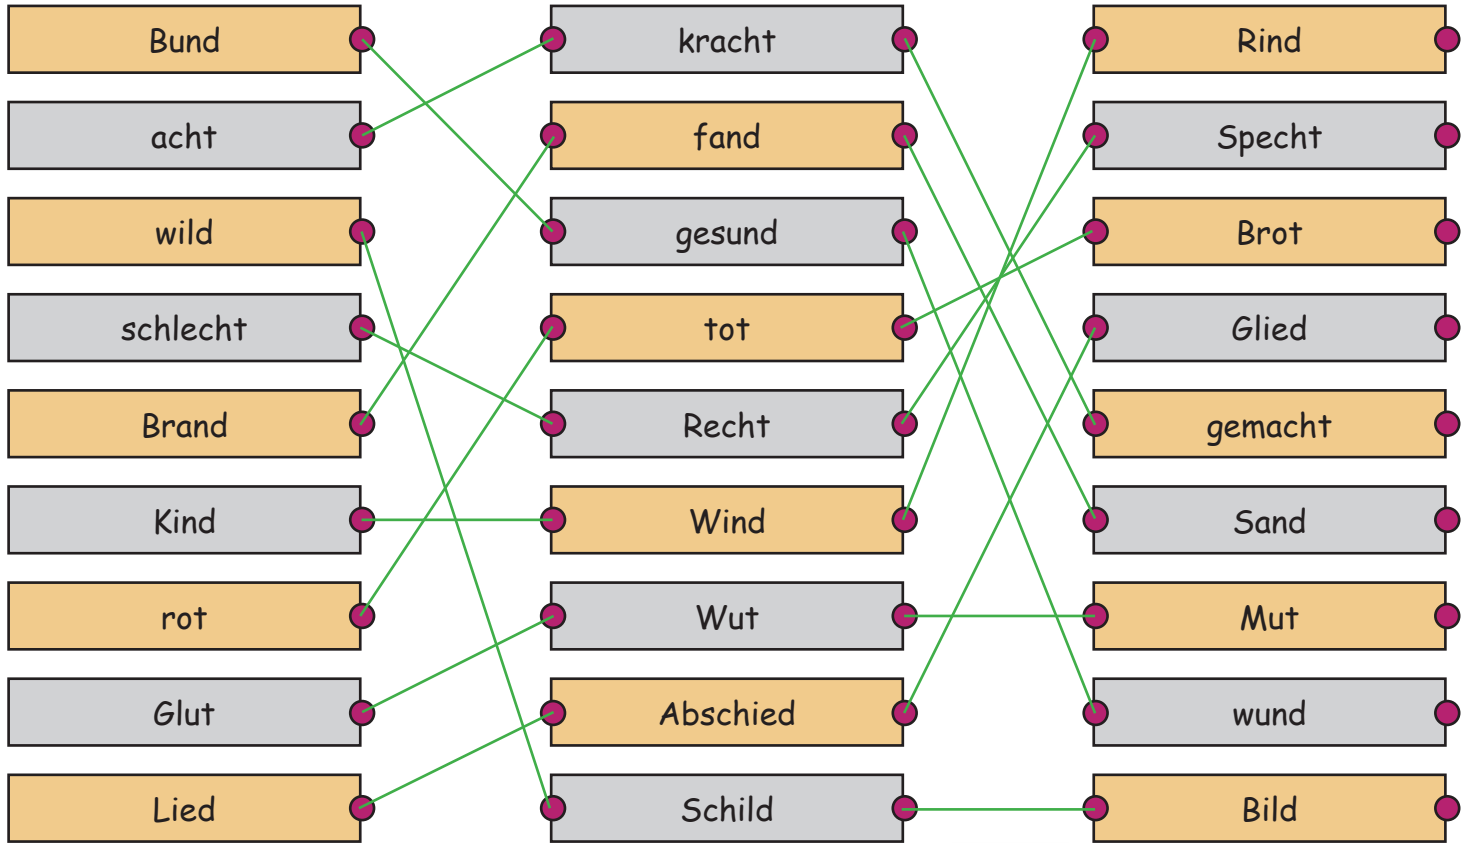 Bund kracht Rind
acht fand Specht
wild gesund Brot
schlecht tot Glied
Brand Recht gemacht
Kind Wind Sand
rot Wut Mut
Glut Abschied wund
Lied Schild Bild